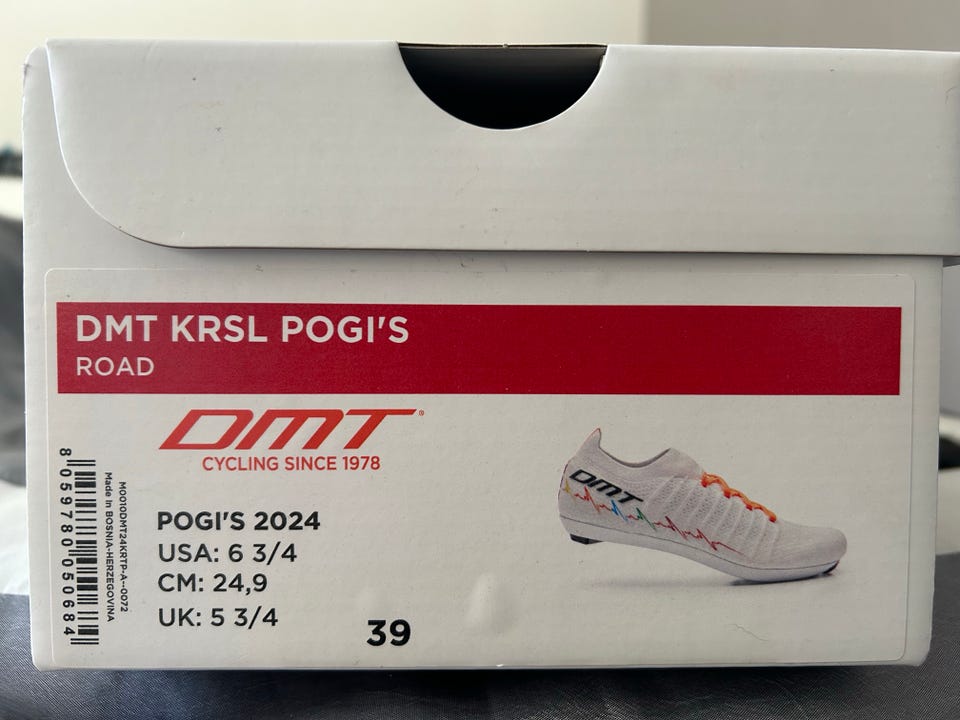 DMT KRSL POGI'S
ROAD
DMT®
CYCLING SINCE 1978
DMT
POGI'S 2024
USA: 6 3/4
CM: 24,9
UK: 5 3/4
39
8 059780 050684
Made in BOSNIA-HERZEGOVINA
M0010DMT24KRTP-A--0072